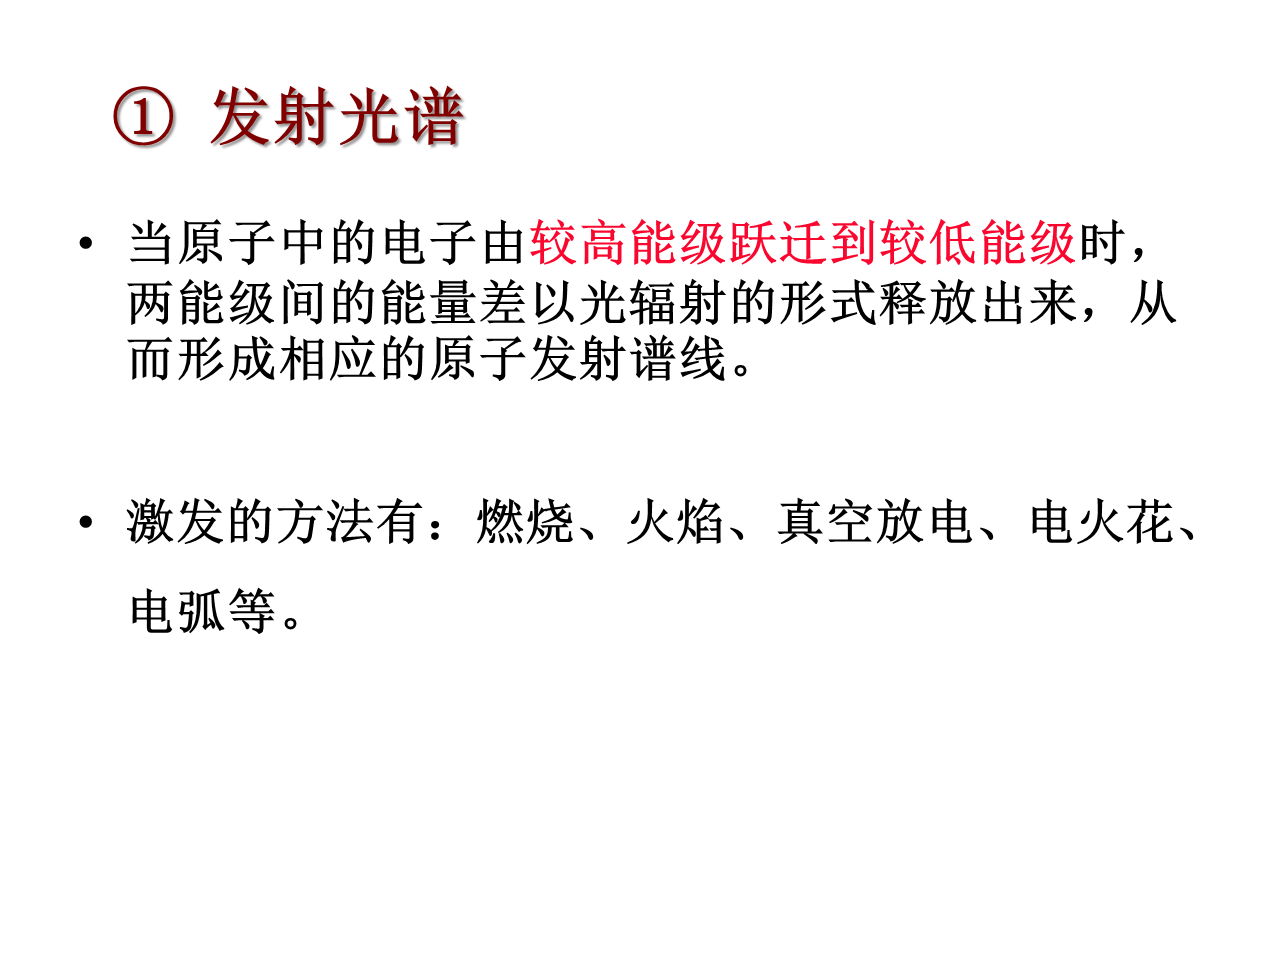 ① 发射光谱
• 当原子中的电子由较高能级跃迁到较低能级时，
两能级间的能量差以光辐射的形式释放出来，从
而形成相应的原子发射谱线。
• 激发的方法有：燃烧、火焰、真空放电、电火花、
电弧等。